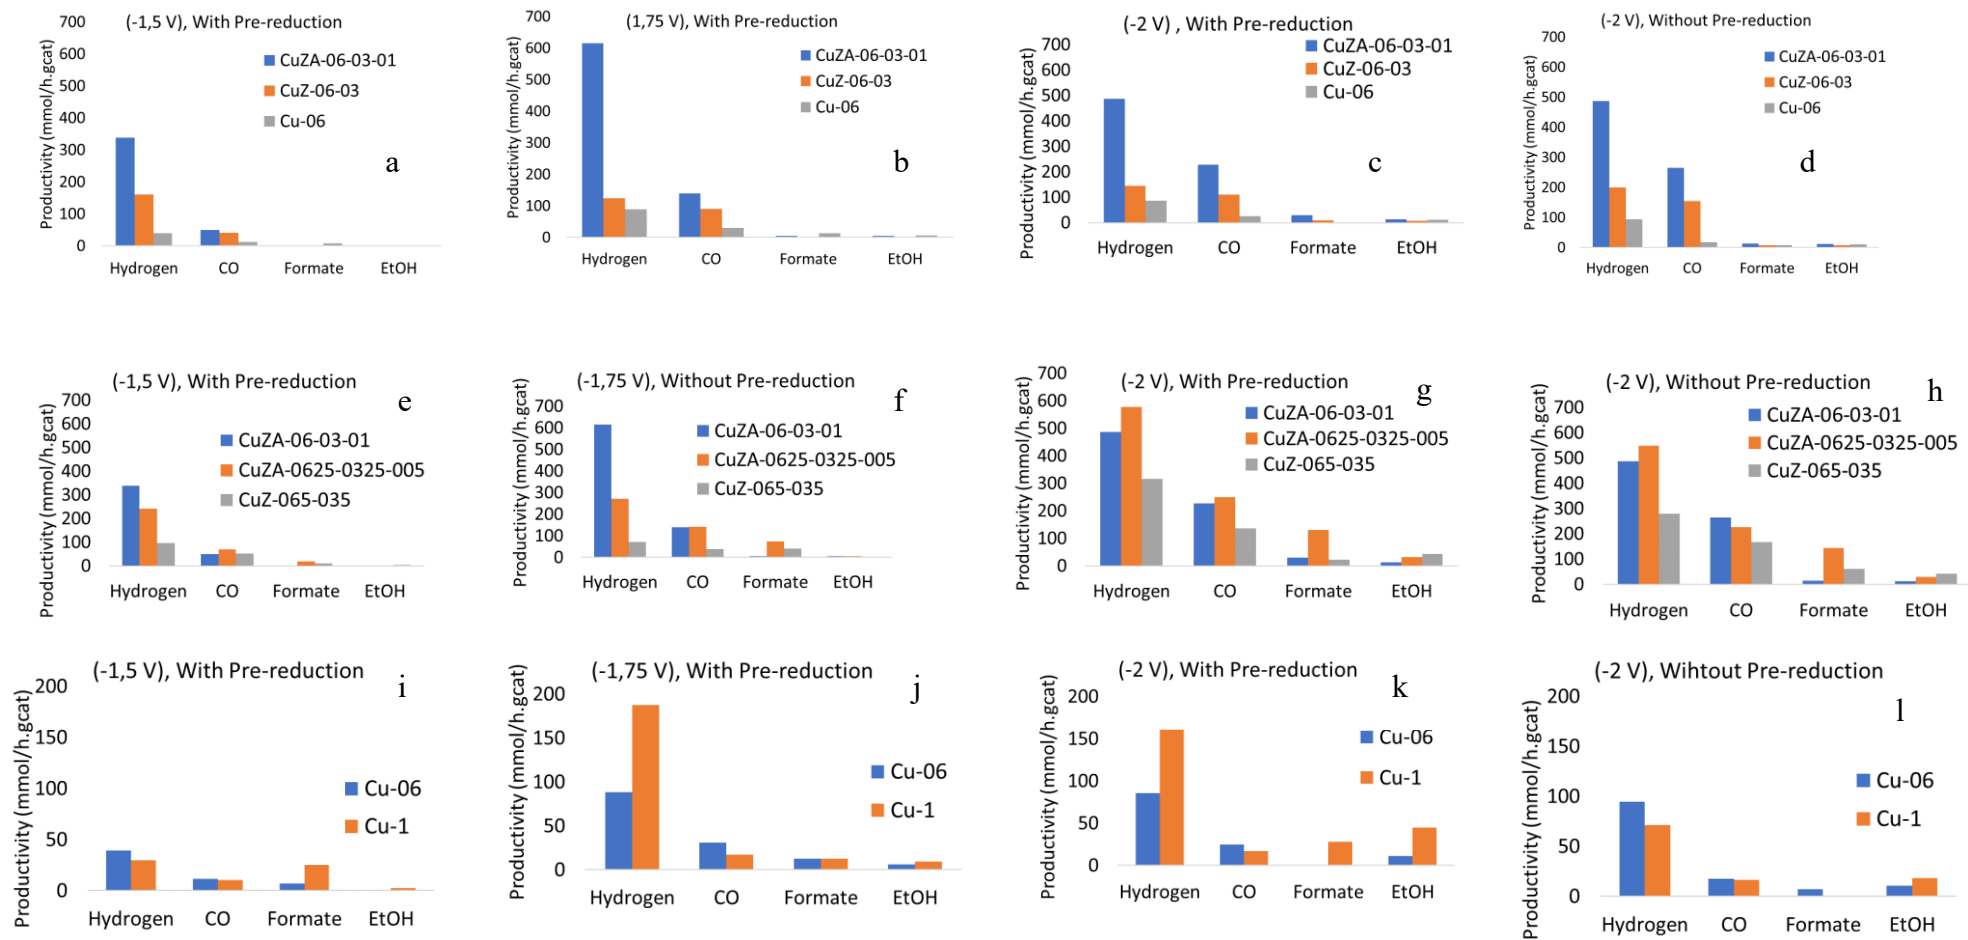 (-1,5 V), With Pre-reduction
Productivity (mmol/h.gcat)
700
600
500
400
300
200
100
0
CuZA-06-03-01
CuZ-06-03
Cu-06
a
Hydrogen CO Formate EtOH
(1,75 V), With Pre-reduction
Productivity (mmol/h.gcat)
700
600
500
400
300
200
100
0
CuZA-06-03-01
CuZ-06-03
Cu-06
b
Hydrogen CO Formate EtOH
(-2 V) , With Pre-reduction
Productivity (mmol/h.gcat)
700
600
500
400
300
200
100
0
CuZA-06-03-01
CuZ-06-03
Cu-06
c
Hydrogen CO Formate EtOH
(-2 V), Without Pre-reduction
Productivity (mmol/h.gcat)
700
600
500
400
300
200
100
0
CuZA-06-03-01
CuZ-06-03
Cu-06
d
Hydrogen CO Formate EtOH
(-1,5 V), With Pre-reduction
Productivity (mmol/h.gcat)
700
600
500
400
300
200
100
0
e
CuZA-06-03-01
CuZA-0625-0325-005
CuZ-065-035
Hydrogen CO Formate EtOH
(-1,75 V), Without Pre-reduction
Productivity (mmol/h.gcat)
700
600
500
400
300
200
100
0
f
CuZA-06-03-01
CuZA-0625-0325-005
CuZ-065-035
Hydrogen CO Formate EtOH
(-2 V), With Pre-reduction
Productivity (mmol/h.gcat)
700
600
500
400
300
200
100
0
g
CuZA-06-03-01
CuZA-0625-0325-005
CuZ-065-035
Hydrogen CO Formate EtOH
(-2 V), Without Pre-reduction
Productivity (mmol/h.gcat)
700
600
500
400
300
200
100
0
h
CuZA-06-03-01
CuZA-0625-0325-005
CuZ-065-035
Hydrogen CO Formate EtOH
(-1,5 V), With Pre-reduction
Productivity (mmol/h.gcat)
200
150
100
50
0
i
Cu-06
Cu-1
Hydrogen CO Formate EtOH
(-1,75 V), With Pre-reduction
Productivity (mmol/h.gcat)
200
150
100
50
0
j
Cu-06
Cu-1
Hydrogen CO Formate EtOH
(-2 V), With Pre-reduction
Productivity (mmol/h.gcat)
200
150
100
50
0
k
Cu-06
Cu-1
Hydrogen CO Formate EtOH
(-2 V), Wihtout Pre-reduction
Productivity (mmol/h.gcat)
200
150
100
50
0
l
Cu-06
Cu-1
Hydrogen CO Formate EtOH